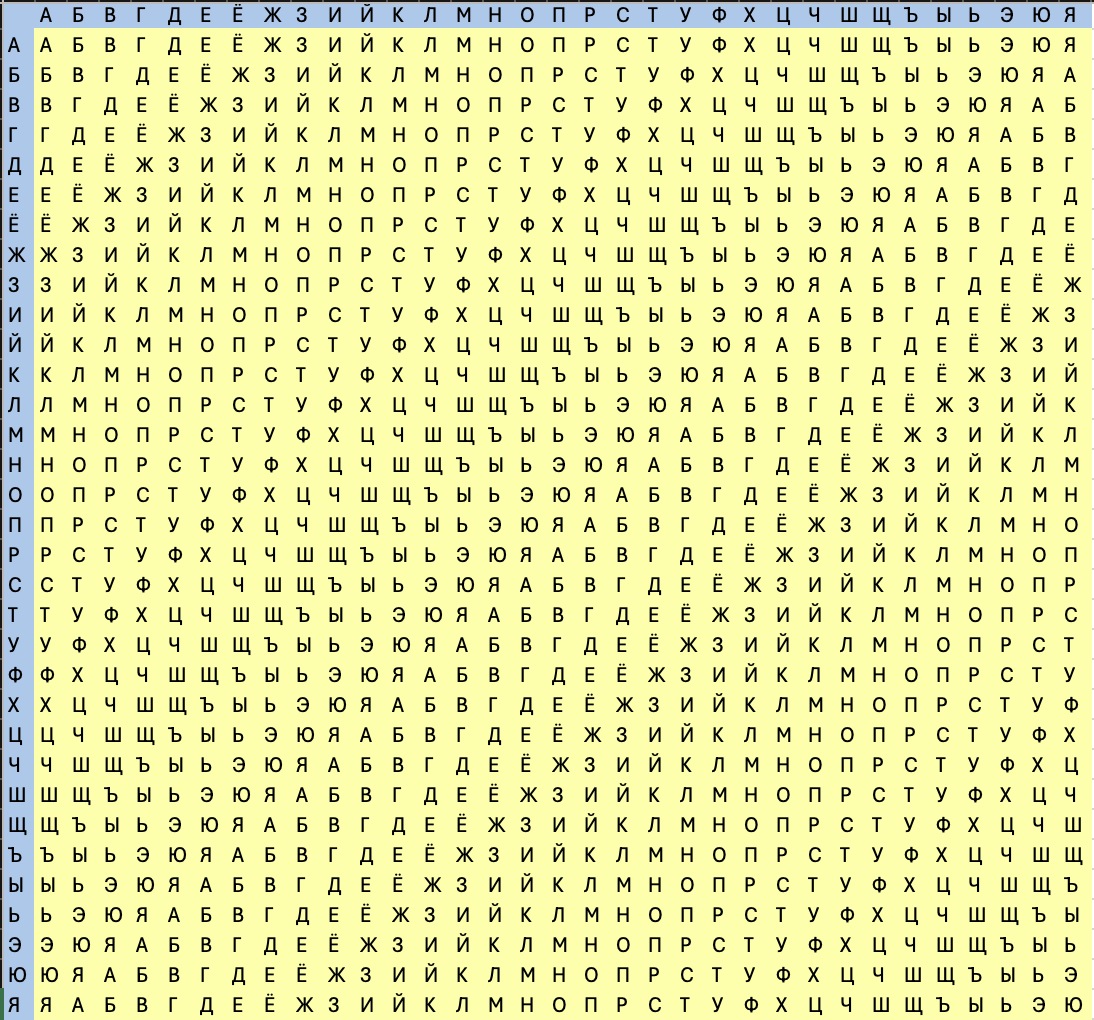 А Б В Г Д Е Ё Ж З И Й К Л М Н О П Р С Т У Ф Х Ц Ч Ш Щ Ъ Ы Ь Э Ю Я
А А Б В Г Д Е Ё Ж З И Й К Л М Н О П Р С Т У Ф Х Ц Ч Ш Щ Ъ Ы Ь Э Ю Я
Б Б В Г Д Е Ё Ж З И Й К Л М Н О П Р С Т У Ф Х Ц Ч Ш Щ Ъ Ы Ь Э Ю Я А
В В Г Д Е Ё Ж З И Й К Л М Н О П Р С Т У Ф Х Ц Ч Ш Щ Ъ Ы Ь Э Ю Я А Б
Г Г Д Е Ё Ж З И Й К Л М Н О П Р С Т У Ф Х Ц Ч Ш Щ Ъ Ы Ь Э Ю Я А Б В
Д Д Е Ё Ж З И Й К Л М Н О П Р С Т У Ф Х Ц Ч Ш Щ Ъ Ы Ь Э Ю Я А Б В Г
Е Е Ё Ж З И Й К Л М Н О П Р С Т У Ф Х Ц Ч Ш Щ Ъ Ы Ь Э Ю Я А Б В Г Д
Ё Ё Ж З И Й К Л М Н О П Р С Т У Ф Х Ц Ч Ш Щ Ъ Ы Ь Э Ю Я А Б В Г Д Е
Ж Ж З И Й К Л М Н О П Р С Т У Ф Х Ц Ч Ш Щ Ъ Ы Ь Э Ю Я А Б В Г Д Е Ё
З З И Й К Л М Н О П Р С Т У Ф Х Ц Ч Ш Щ Ъ Ы Ь Э Ю Я А Б В Г Д Е Ё Ж
И И Й К Л М Н О П Р С Т У Ф Х Ц Ч Ш Щ Ъ Ы Ь Э Ю Я А Б В Г Д Е Ё Ж З
Й Й К Л М Н О П Р С Т У Ф Х Ц Ч Ш Щ Ъ Ы Ь Э Ю Я А Б В Г Д Е Ё Ж З И
К К Л М Н О П Р С Т У Ф Х Ц Ч Ш Щ Ъ Ы Ь Э Ю Я А Б В Г Д Е Ё Ж З И Й
Л Л М Н О П Р С Т У Ф Х Ц Ч Ш Щ Ъ Ы Ь Э Ю Я А Б В Г Д Е Ё Ж З И Й К
М М Н О П Р С Т У Ф Х Ц Ч Ш Щ Ъ Ы Ь Э Ю Я А Б В Г Д Е Ё Ж З И Й К Л
Н Н О П Р С Т У Ф Х Ц Ч Ш Щ Ъ Ы Ь Э Ю Я А Б В Г Д Е Ё Ж З И Й К Л М
О О П Р С Т У Ф Х Ц Ч Ш Щ Ъ Ы Ь Э Ю Я А Б В Г Д Е Ё Ж З И Й К Л М Н
П П Р С Т У Ф Х Ц Ч Ш Щ Ъ Ы Ь Э Ю Я А Б В Г Д Е Ё Ж З И Й К Л М Н О
Р Р С Т У Ф Х Ц Ч Ш Щ Ъ Ы Ь Э Ю Я А Б В Г Д Е Ё Ж З И Й К Л М Н О П
С С Т У Ф Х Ц Ч Ш Щ Ъ Ы Ь Э Ю Я А Б В Г Д Е Ё Ж З И Й К Л М Н О П Р
Т Т У Ф Х Ц Ч Ш Щ Ъ Ы Ь Э Ю Я А Б В Г Д Е Ё Ж З И Й К Л М Н О П Р С
У У Ф Х Ц Ч Ш Щ Ъ Ы Ь Э Ю Я А Б В Г Д Е Ё Ж З И Й К Л М Н О П Р С Т
Ф Ф Х Ц Ч Ш Щ Ъ Ы Ь Э Ю Я А Б В Г Д Е Ё Ж З И Й К Л М Н О П Р С Т У
Х Х Ц Ч Ш Щ Ъ Ы Ь Э Ю Я А Б В Г Д Е Ё Ж З И Й К Л М Н О П Р С Т У Ф
Ц Ц Ч Ш Щ Ъ Ы Ь Э Ю Я А Б В Г Д Е Ё Ж З И Й К Л М Н О П Р С Т У Ф Х
Ч Ч Ш Щ Ъ Ы Ь Э Ю Я А Б В Г Д Е Ё Ж З И Й К Л М Н О П Р С Т У Ф Х Ц
Ш Ш Щ Ъ Ы Ь Э Ю Я А Б В Г Д Е Ё Ж З И Й К Л М Н О П Р С Т У Ф Х Ц Ч
Щ Щ Ъ Ы Ь Э Ю Я А Б В Г Д Е Ё Ж З И Й К Л М Н О П Р С Т У Ф Х Ц Ч Ш
Ъ Ъ Ы Ь Э Ю Я А Б В Г Д Е Ё Ж З И Й К Л М Н О П Р С Т У Ф Х Ц Ч Ш Щ
Ы Ы Ь Э Ю Я А Б В Г Д Е Ё Ж З И Й К Л М Н О П Р С Т У Ф Х Ц Ч Ш Щ Ъ
Ь Ь Э Ю Я А Б В Г Д Е Ё Ж З И Й К Л М Н О П Р С Т У Ф Х Ц Ч Ш Щ Ъ Ы
Э Э Ю Я А Б В Г Д Е Ё Ж З И Й К Л М Н О П Р С Т У Ф Х Ц Ч Ш Щ Ъ Ы Ь
Ю Ю Я А Б В Г Д Е Ё Ж З И Й К Л М Н О П Р С Т У Ф Х Ц Ч Ш Щ Ъ Ы Ь Э
Я Я А Б В Г Д Е Ё Ж З И Й К Л М Н О П Р С Т У Ф Х Ц Ч Ш Щ Ъ Ы Ь Э Ю